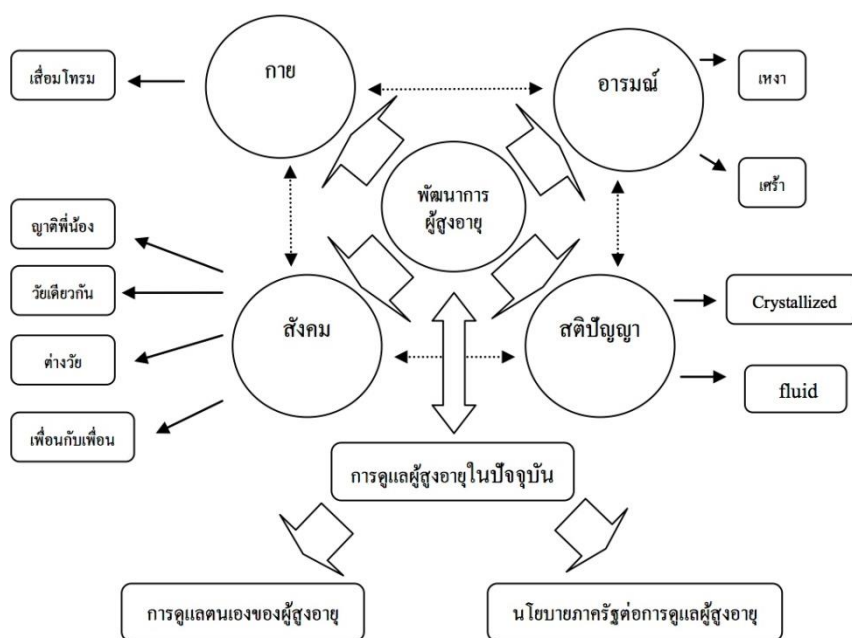 กาย
อารมณ์
เสื่อมโทรม
เหงา
เศร้า
พัฒนาการ
ผู้สูงอายุ
ญาติพี่น้อง
วัยเดียวกัน
ต่างวัย
เพื่อนกับเพื่อน
สังคม
สติปัญญา
Crystallized
fluid
การดูแลผู้สูงอายุในปัจจุบัน
การดูแลตนเองของผู้สูงอายุ
นโยบายภาครัฐต่อการดูแลผู้สูงอายุ